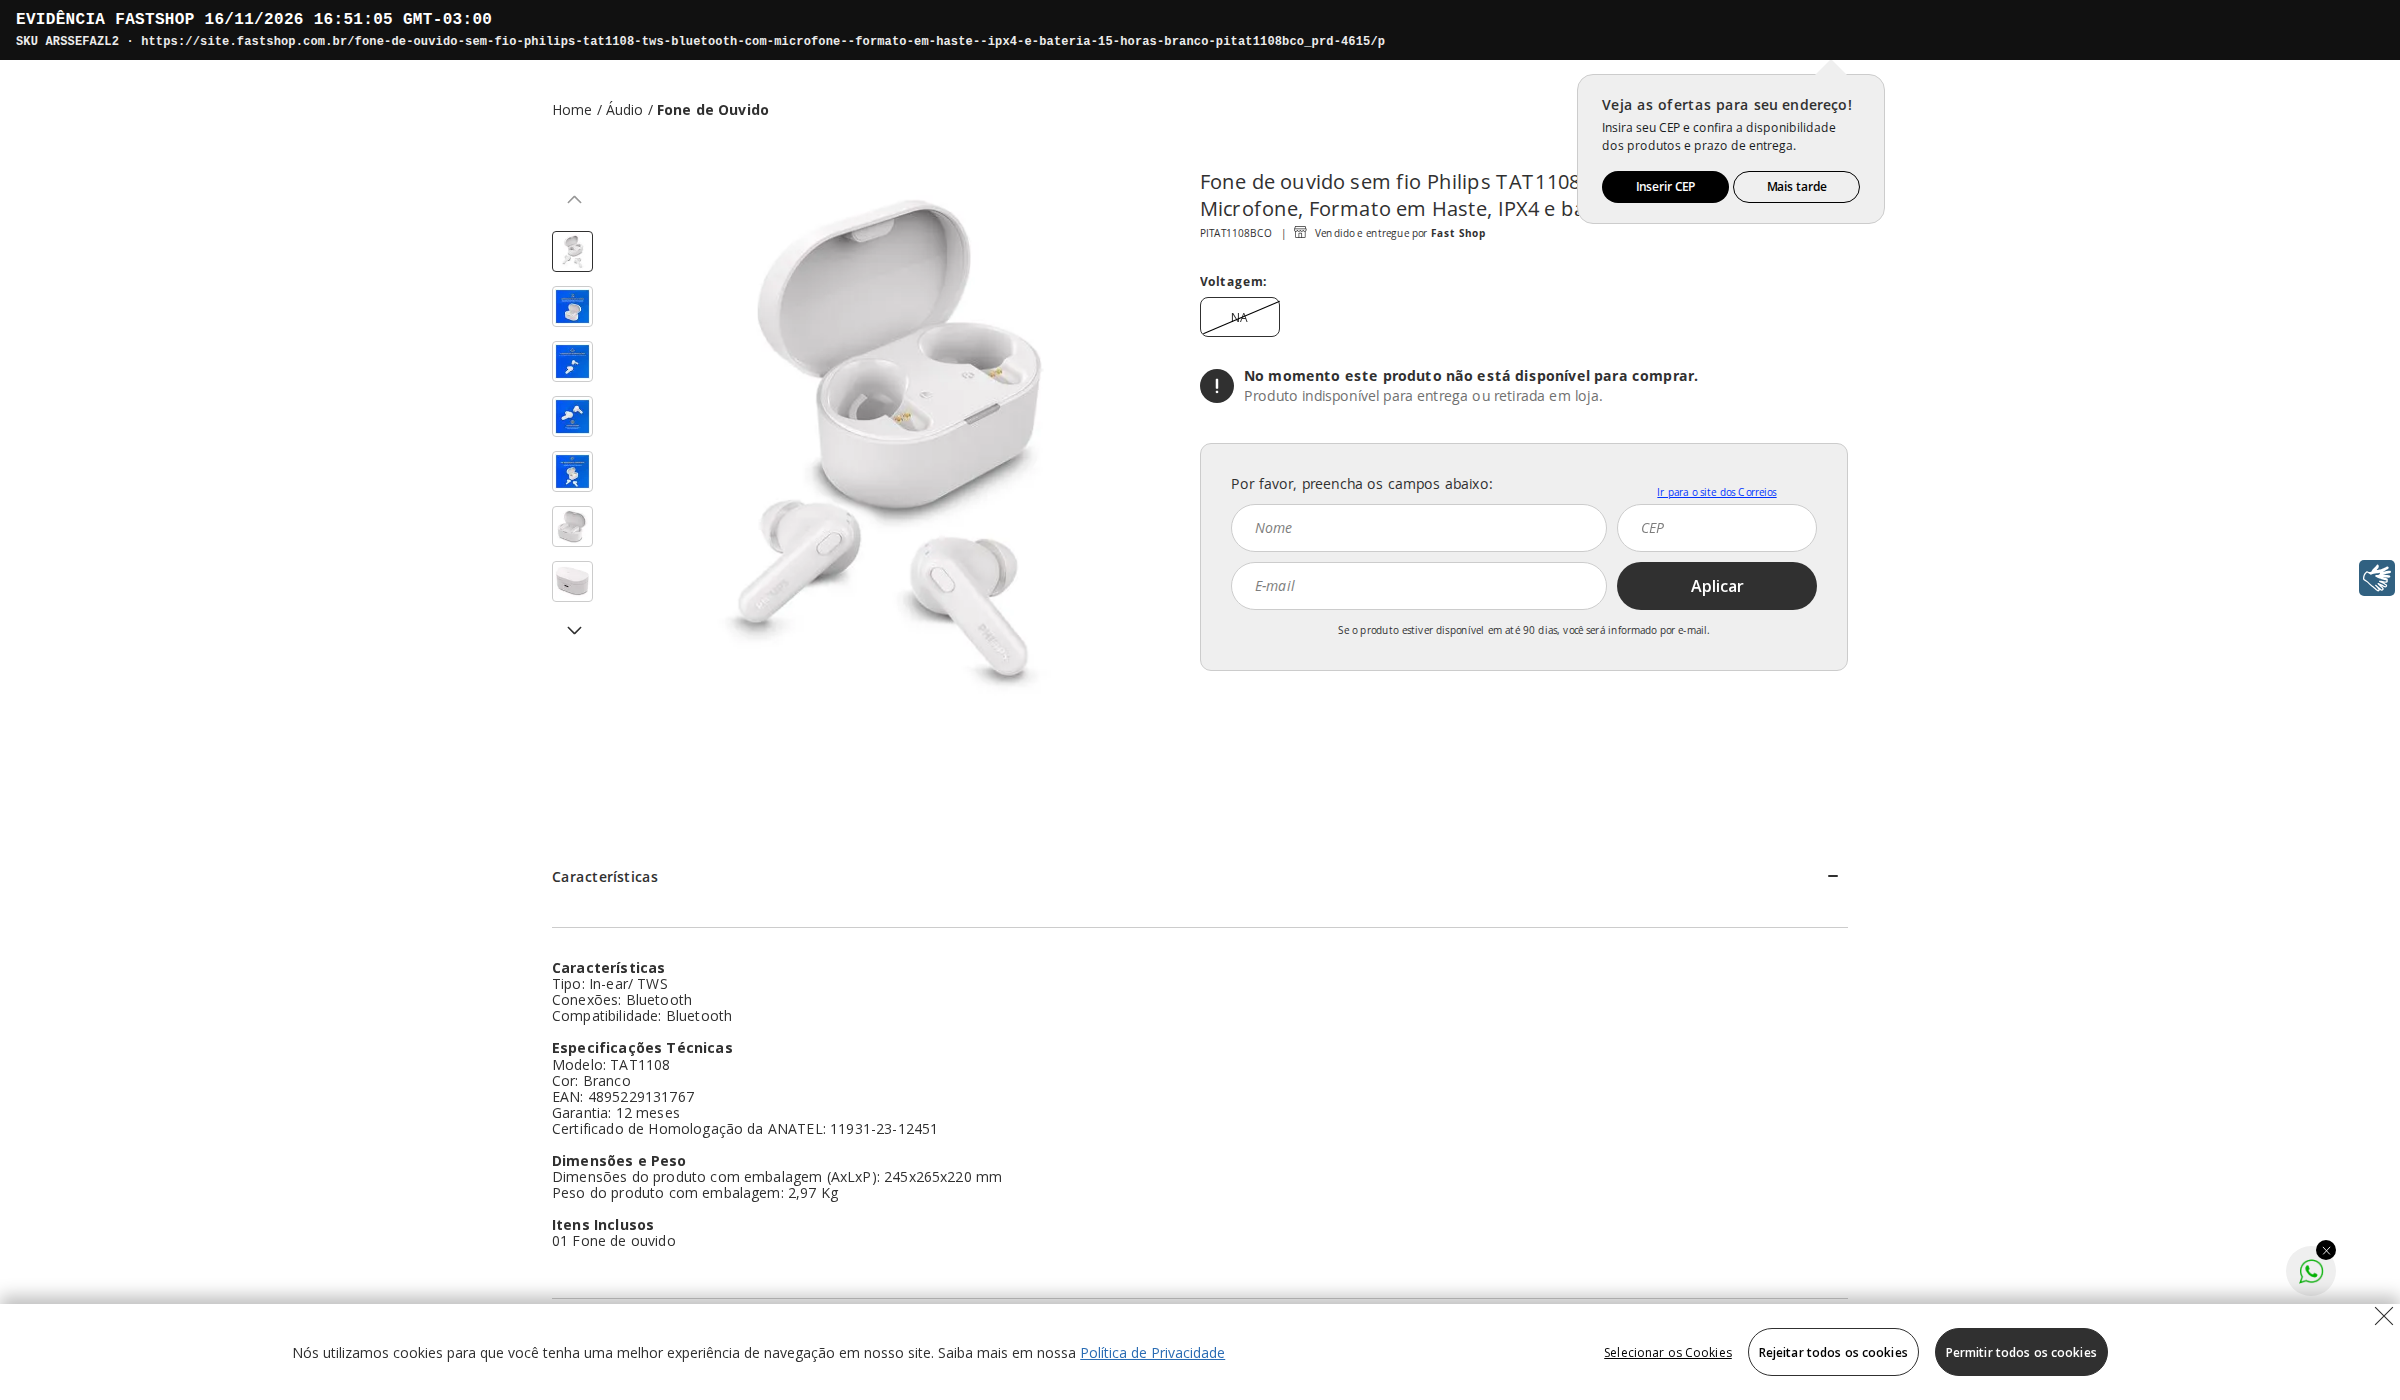 EVIDÊNCIA FASTSHOP 16/11/2026 16:51:05 GMT-03:00
SKU ARSSEFAZL2 · https://site.fastshop.com.br/fone-de-ouvido-sem-fio-philips-tat1108-tws-bluetooth-com-microfone--formato-em-haste--ipx4-e-bateria-15-horas-branco-pitat1108bco_prd-4615/p
Home / Áudio / Fone de Ouvido
Veja as ofertas para seu endereço!
Insira seu CEP e confira a disponibilidade
dos produtos e prazo de entrega.
Inserir CEP
Mais tarde
Fone de ouvido sem fio Philips TAT1108
Microfone, Formato em Haste, IPX4 e
PITAT1108BCO | Vendido e entregue por Fast Shop
Voltagem:
NA
No momento este produto não está disponível para comprar.
Produto indisponível para entrega ou retirada em loja.
Por favor, preencha os campos abaixo:
Ir para o site dos Correios
Nome
CEP
E-mail
Aplicar
Se o produto estiver disponível em até 90 dias, você será informado por e-mail.
PHILIPS
PHILIPS
Características
Características
Tipo: In-ear/ TWS
Conexões: Bluetooth
Compatibilidade: Bluetooth
Especificações Técnicas
Modelo: TAT1108
Cor: Branco
EAN: 4895229131767
Garantia: 12 meses
Certificado de Homologação da ANATEL: 11931-23-12451
Dimensões e Peso
Dimensões do produto com embalagem (AxLxP): 245x265x220 mm
Peso do produto com embalagem: 2,97 Kg
Itens Inclusos
01 Fone de ouvido
Nós utilizamos cookies para que você tenha uma melhor experiência de navegação em nosso site. Saiba mais em nossa Política de Privacidade
Selecionar os Cookies
Rejeitar todos os cookies
Permitir todos os cookies